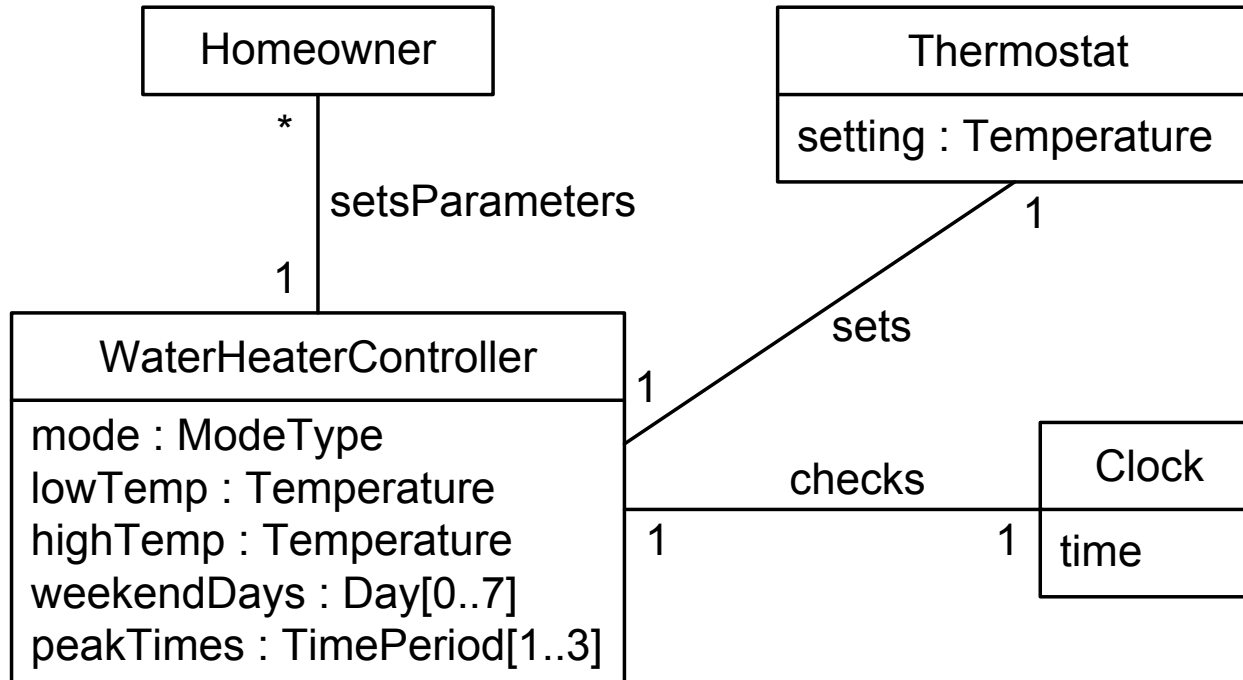 Homeowner
*
setsParameters
1
Thermostat
setting : Temperature
1
sets
1
WaterHeaterController
mode : ModeType
lowTemp : Temperature
highTemp : Temperature
weekendDays : Day[0..7]
peakTimes : TimePeriod[1..3]
checks
1
1
Clock
time